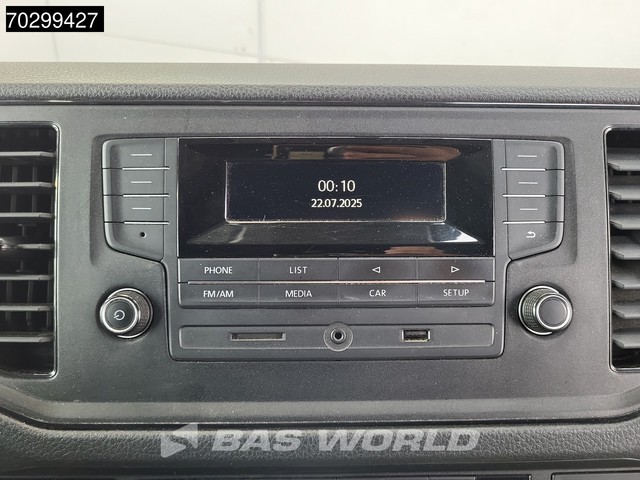 70299427
00:10
22.07.2025
PHONE LIST
FM/AM MEDIA CAR SETUP
BAS WORLD